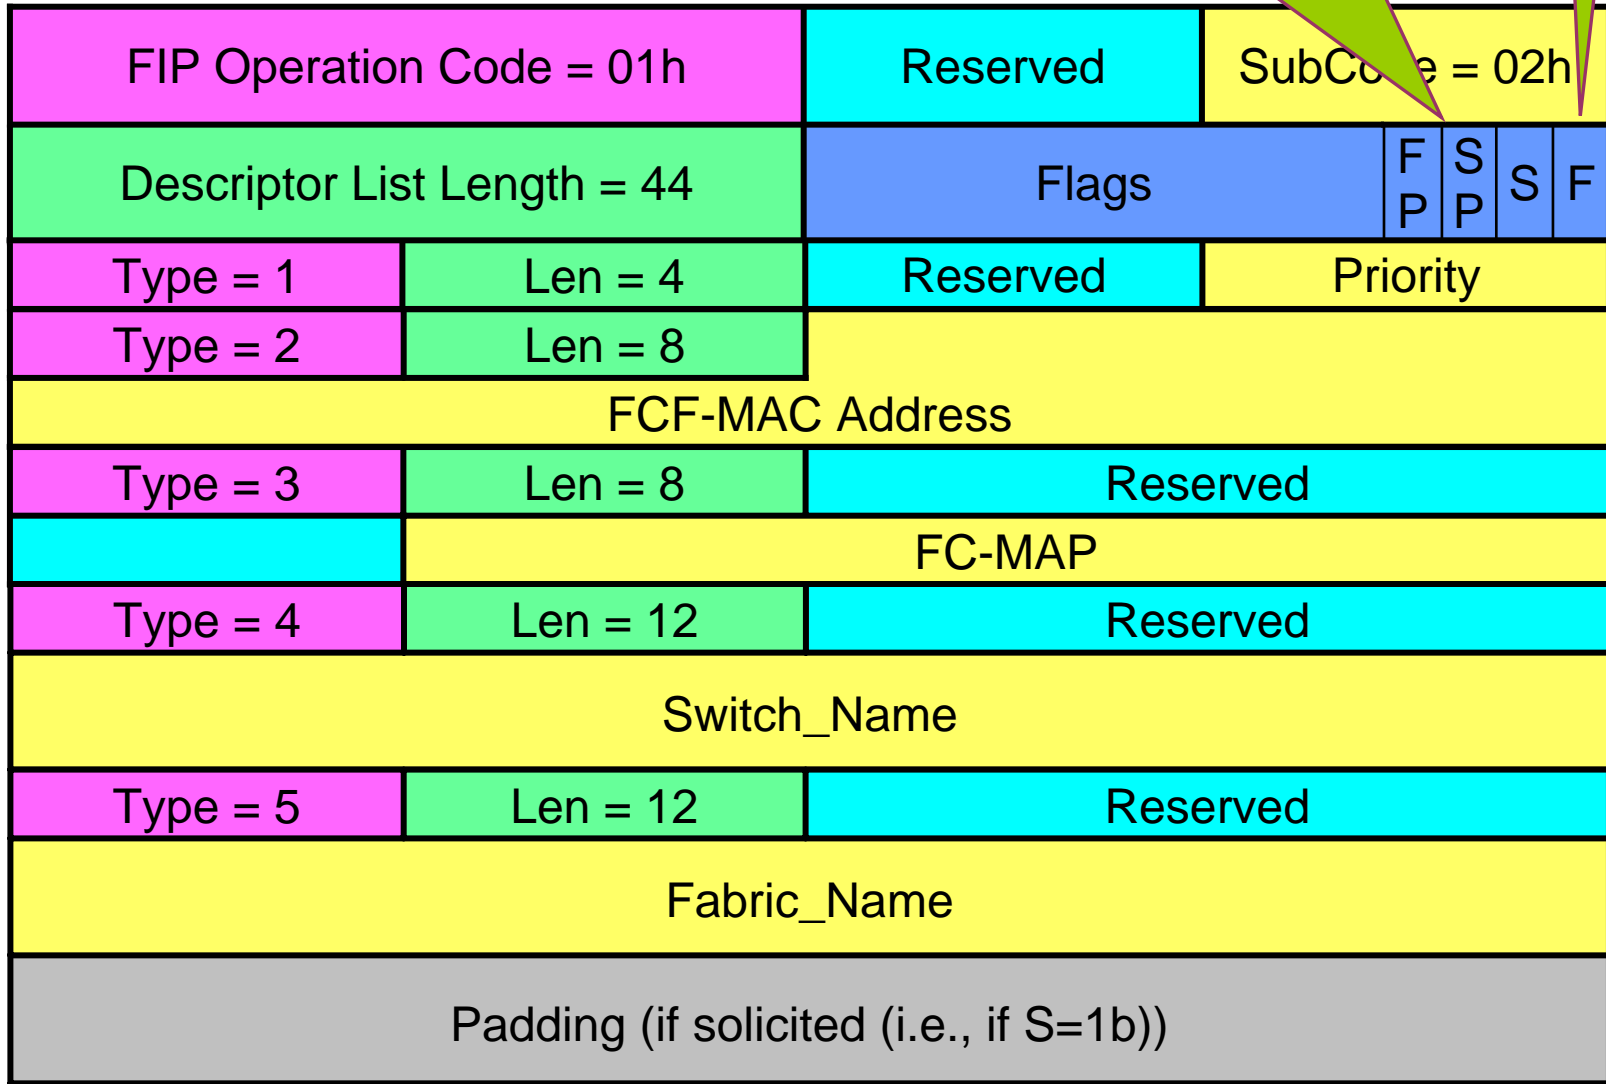 FIP Operation Code = 01h Reserved = 02h
Descriptor List Length = 44 Flags FP SP S F
Type = 1 Len = 4 Reserved Priority
Type = 2 Len = 8
FCF-MAC Address
Type = 3 Len = 8 Reserved
FC-MAP
Type = 4 Len = 12 Reserved
Switch_Name
Type = 5 Len = 12 Reserved
Fabric_Name
Padding (if solicited (i.e., if S=1b))